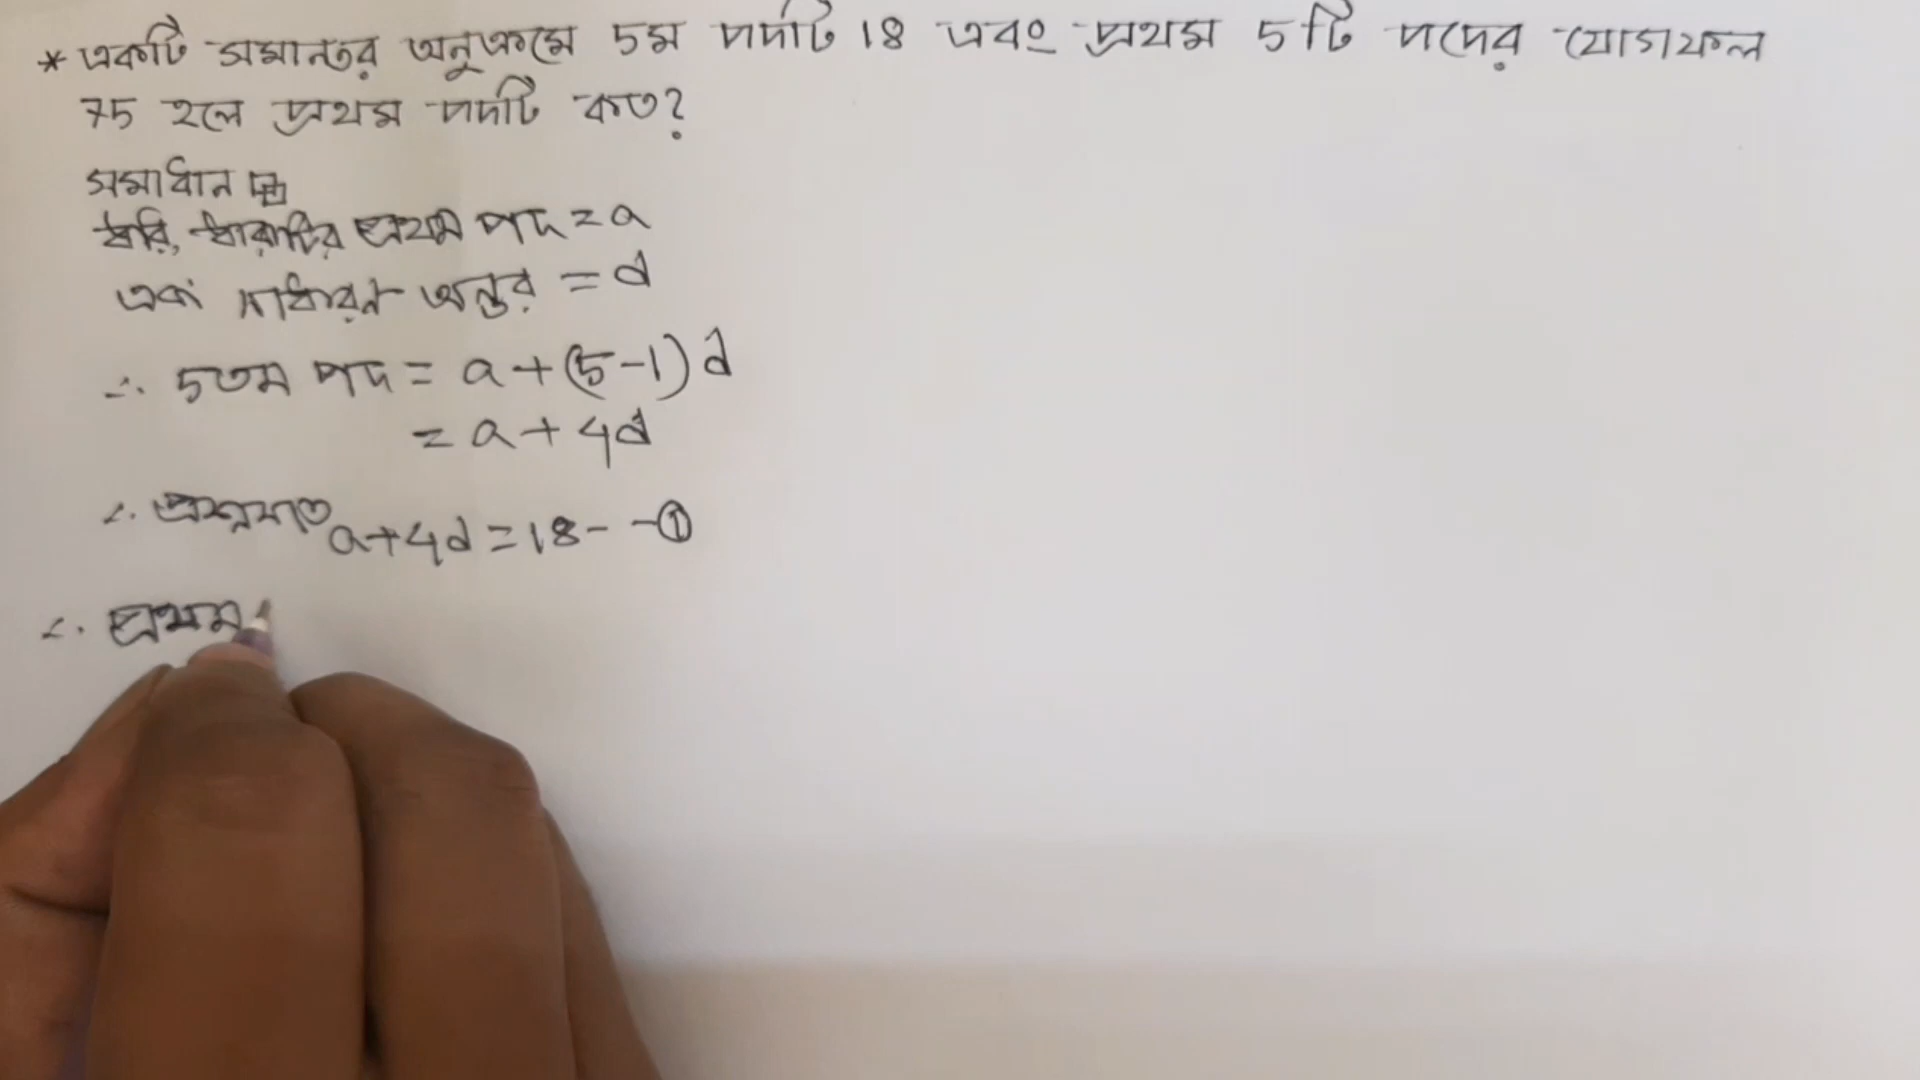 * একটি সমান্তর অনুক্রমে 5ম পদটি 18 এবং প্রথম 5টি পদের যোগফল
75 হলে প্রথম পদটি কত?
সমাধান
ধরি, ধারাটির প্রথম পদ = a
এবং সাধারন অন্তর = d
∴ 5তম পদ = a + (5-1) d
= a + 4d
∴ প্রশ্নমতে
a+4d = 18 - - ①
∴ প্রথম